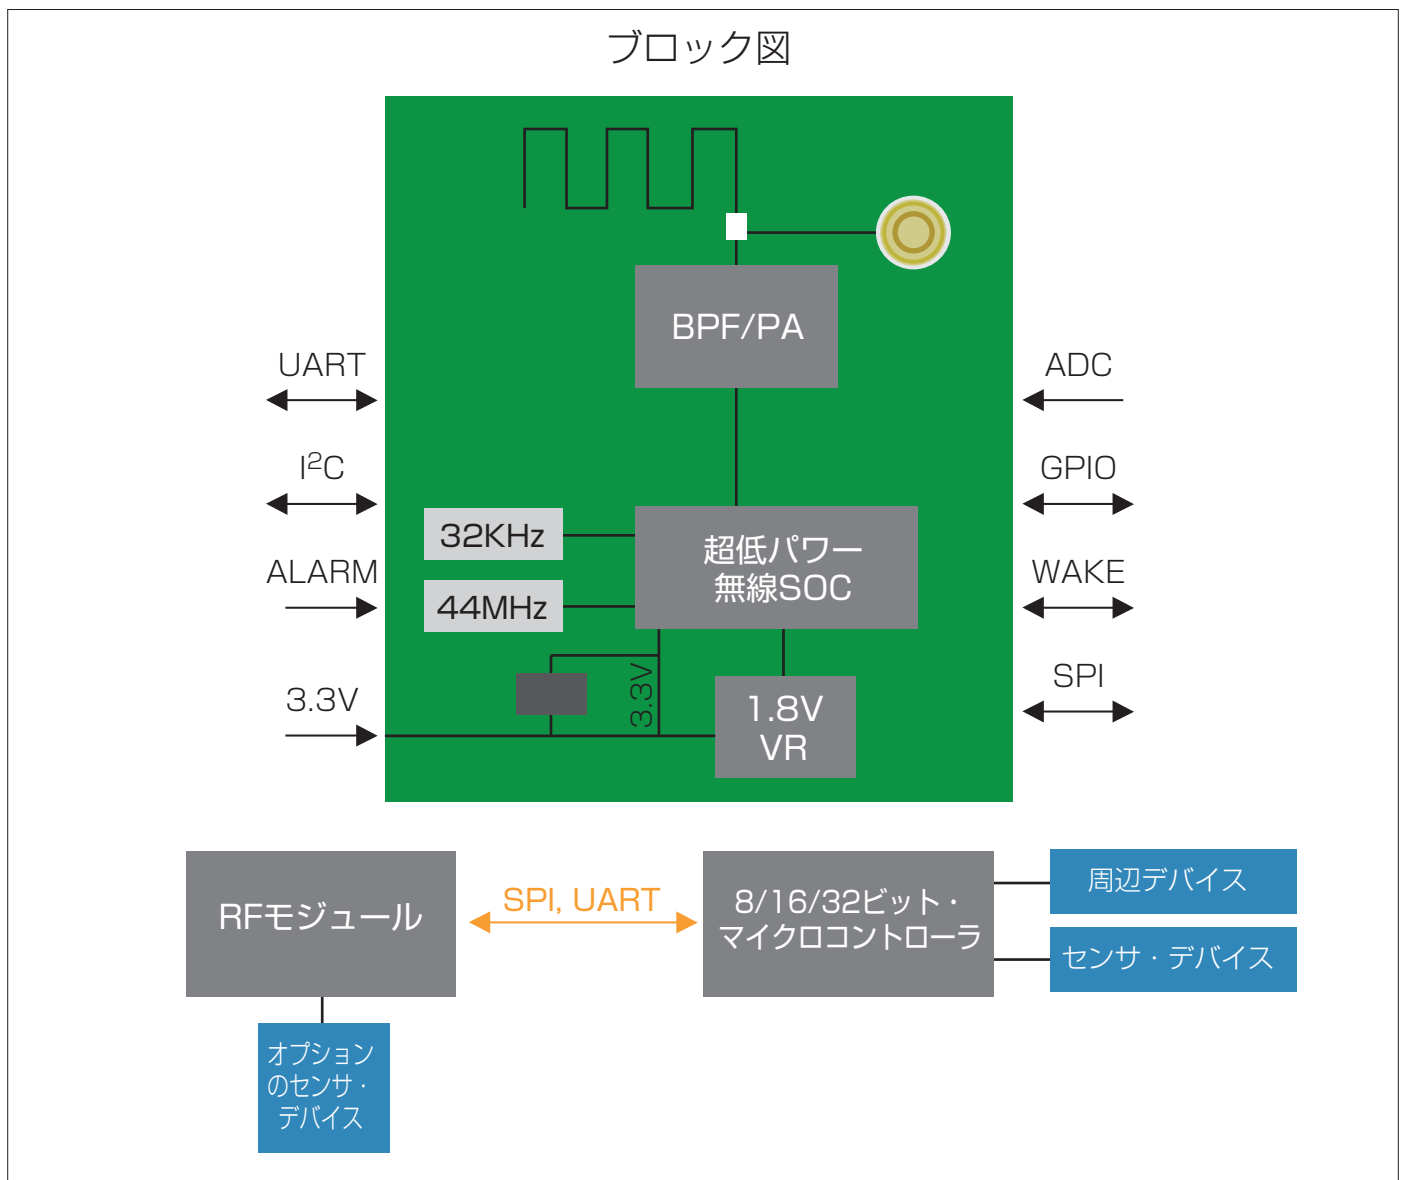 ブロック図
BPF/PA
UART
ADC
I²C
GPIO
32KHz
超低パワー
無線SOC
ALARM
WAKE
44MHz
3.3V
3.3V
1.8V
VR
SPI
RFモジュール
SPI, UART
8/16/32ビット・
マイクロコントローラ
周辺デバイス
センサ・デバイス
オプション
のセンサ・
デバイス